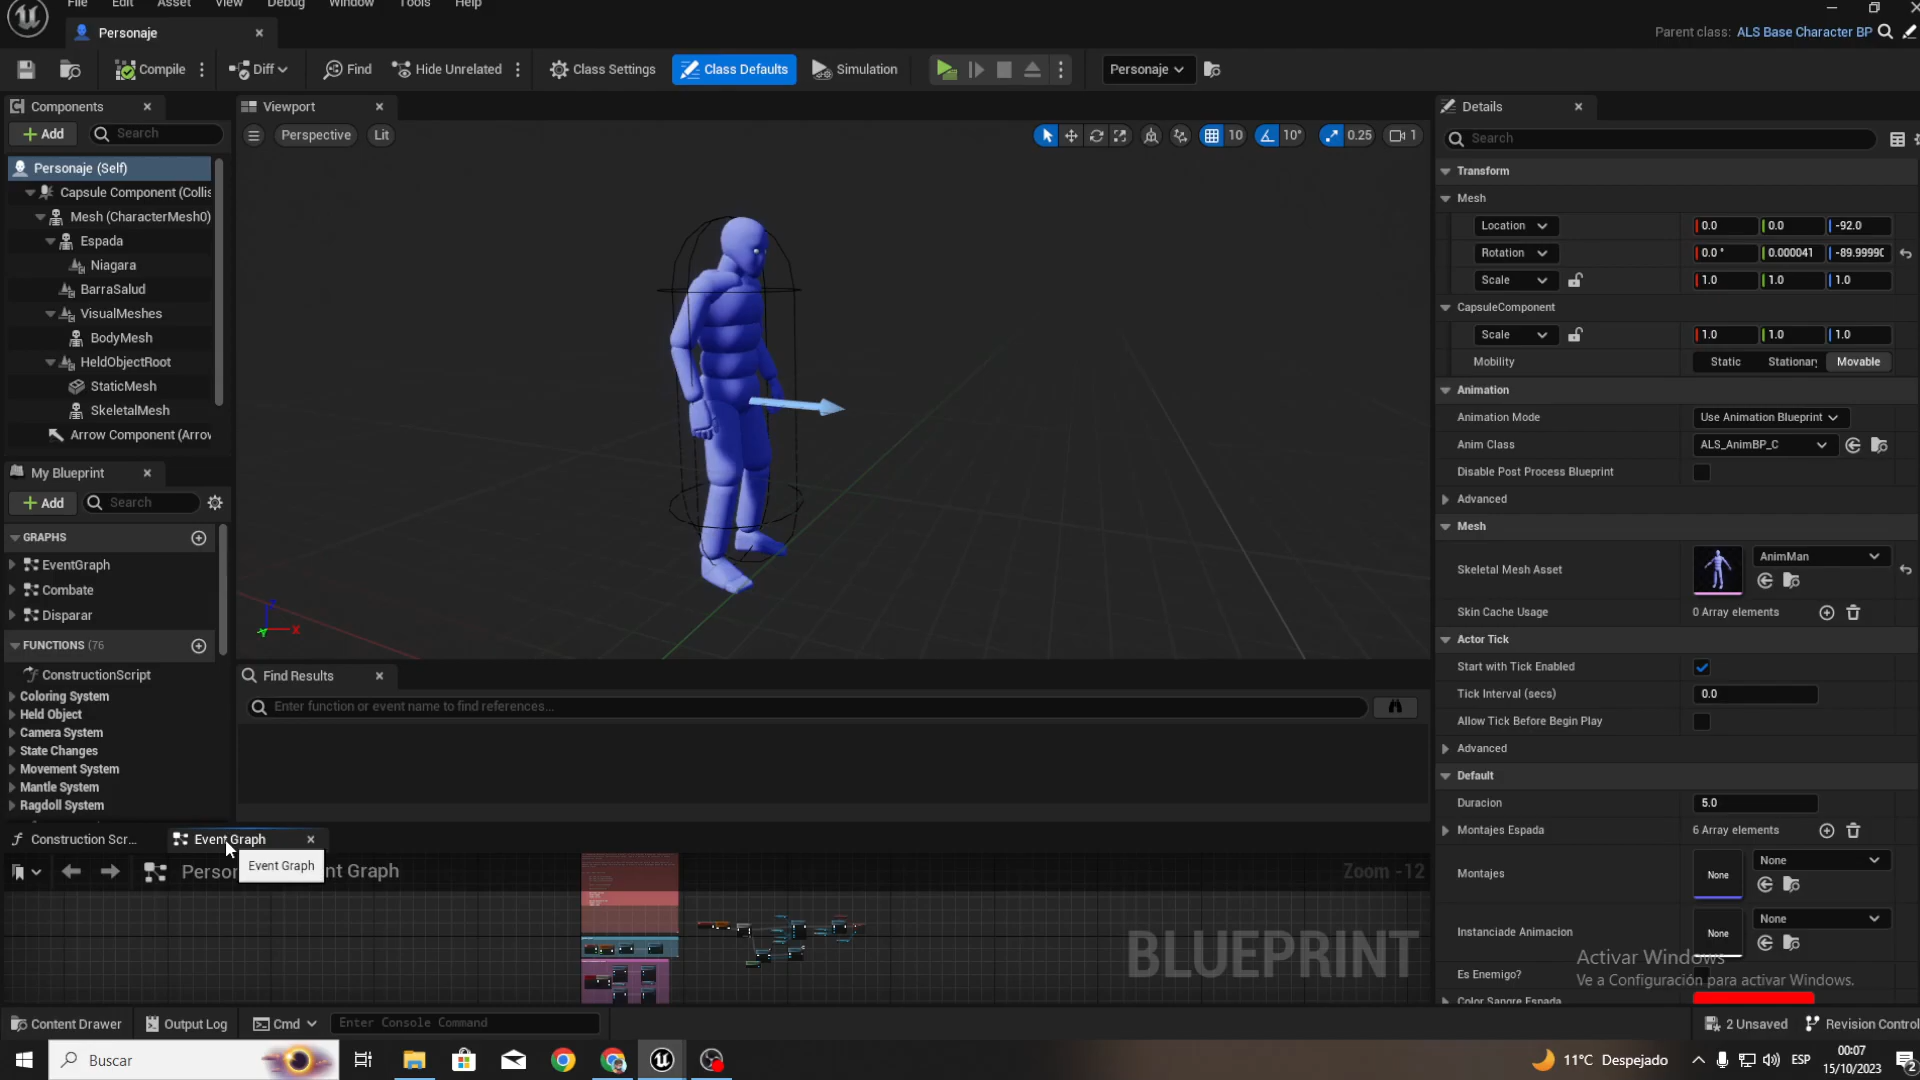 File Edit Asset View Debug Window Tools Help
Personaje
Parent class: ALS Base Character BP
Compile Diff Find Hide Unrelated Class Settings Class Defaults Simulation Personaje
Components
Add Search
Personaje (Self)
Capsule Component (Collis
Mesh (CharacterMesh0)
Espada
Niagara
BarraSalud
VisualMeshes
BodyMesh
HeldObjectRoot
StaticMesh
SkeletalMesh
Arrow Component (Arrow
My Blueprint
Add Search
GRAPHS
EventGraph
Combate
Disparar
FUNCTIONS (76
ConstructionScript
Coloring System
Held Object
Camera System
State Changes
Movement System
Mantle System
Ragdoll System
Viewport
Perspective Lit 10 10° 0.25 1
Find Results
Enter function or event name to find references...
Construction Scr... Event Graph
Event Graph
Person nt Graph
Zoom -12
BLUEPRINT
Details
Search
Transform
Mesh
Location 0.0 0.0 -92.0
Rotation 0.0 ° 0.000041 -89.9999(
Scale 1.0 1.0 1.0
CapsuleComponent
Scale 1.0 1.0 1.0
Mobility Static Stationary Movable
Animation
Animation Mode Use Animation Blueprint
Anim Class ALS_AnimBP_C
Disable Post Process Blueprint
Advanced
Mesh
Skeletal Mesh Asset AnimMan
Skin Cache Usage 0 Array elements
Actor Tick
Start with Tick Enabled
Tick Interval (secs) 0.0
Allow Tick Before Begin Play
Advanced
Default
Duracion 5.0
Montajes Espada 6 Array elements
Montajes None None
Instanciade Animacion None None
Es Enemigo?
Color Sangre Espada
Activar Windows
Ve a Configuración para activar Windows.
Content Drawer Output Log Cmd Enter Console Command 2 Unsaved Revision Control
Buscar
11°C Despejado ESP 00:07
15/10/2023
2